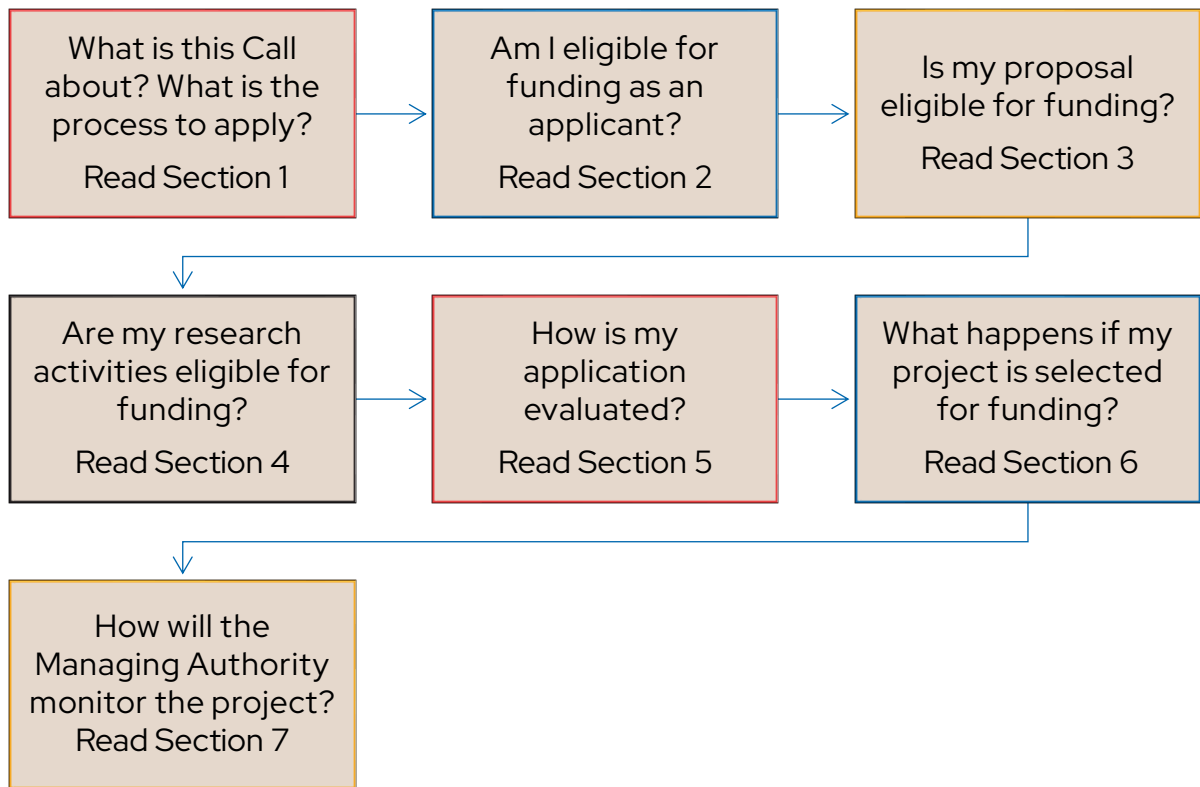 What is this Call
about? What is the
process to apply?
Read Section 1
Am I eligible for
funding as an
applicant?
Read Section 2
Is my proposal
eligible for funding?
Read Section 3
Are my research
activities eligible for
funding?
Read Section 4
How is my
application
evaluated?
Read Section 5
What happens if my
project is selected
for funding?
Read Section 6
How will the
Managing Authority
monitor the project?
Read Section 7